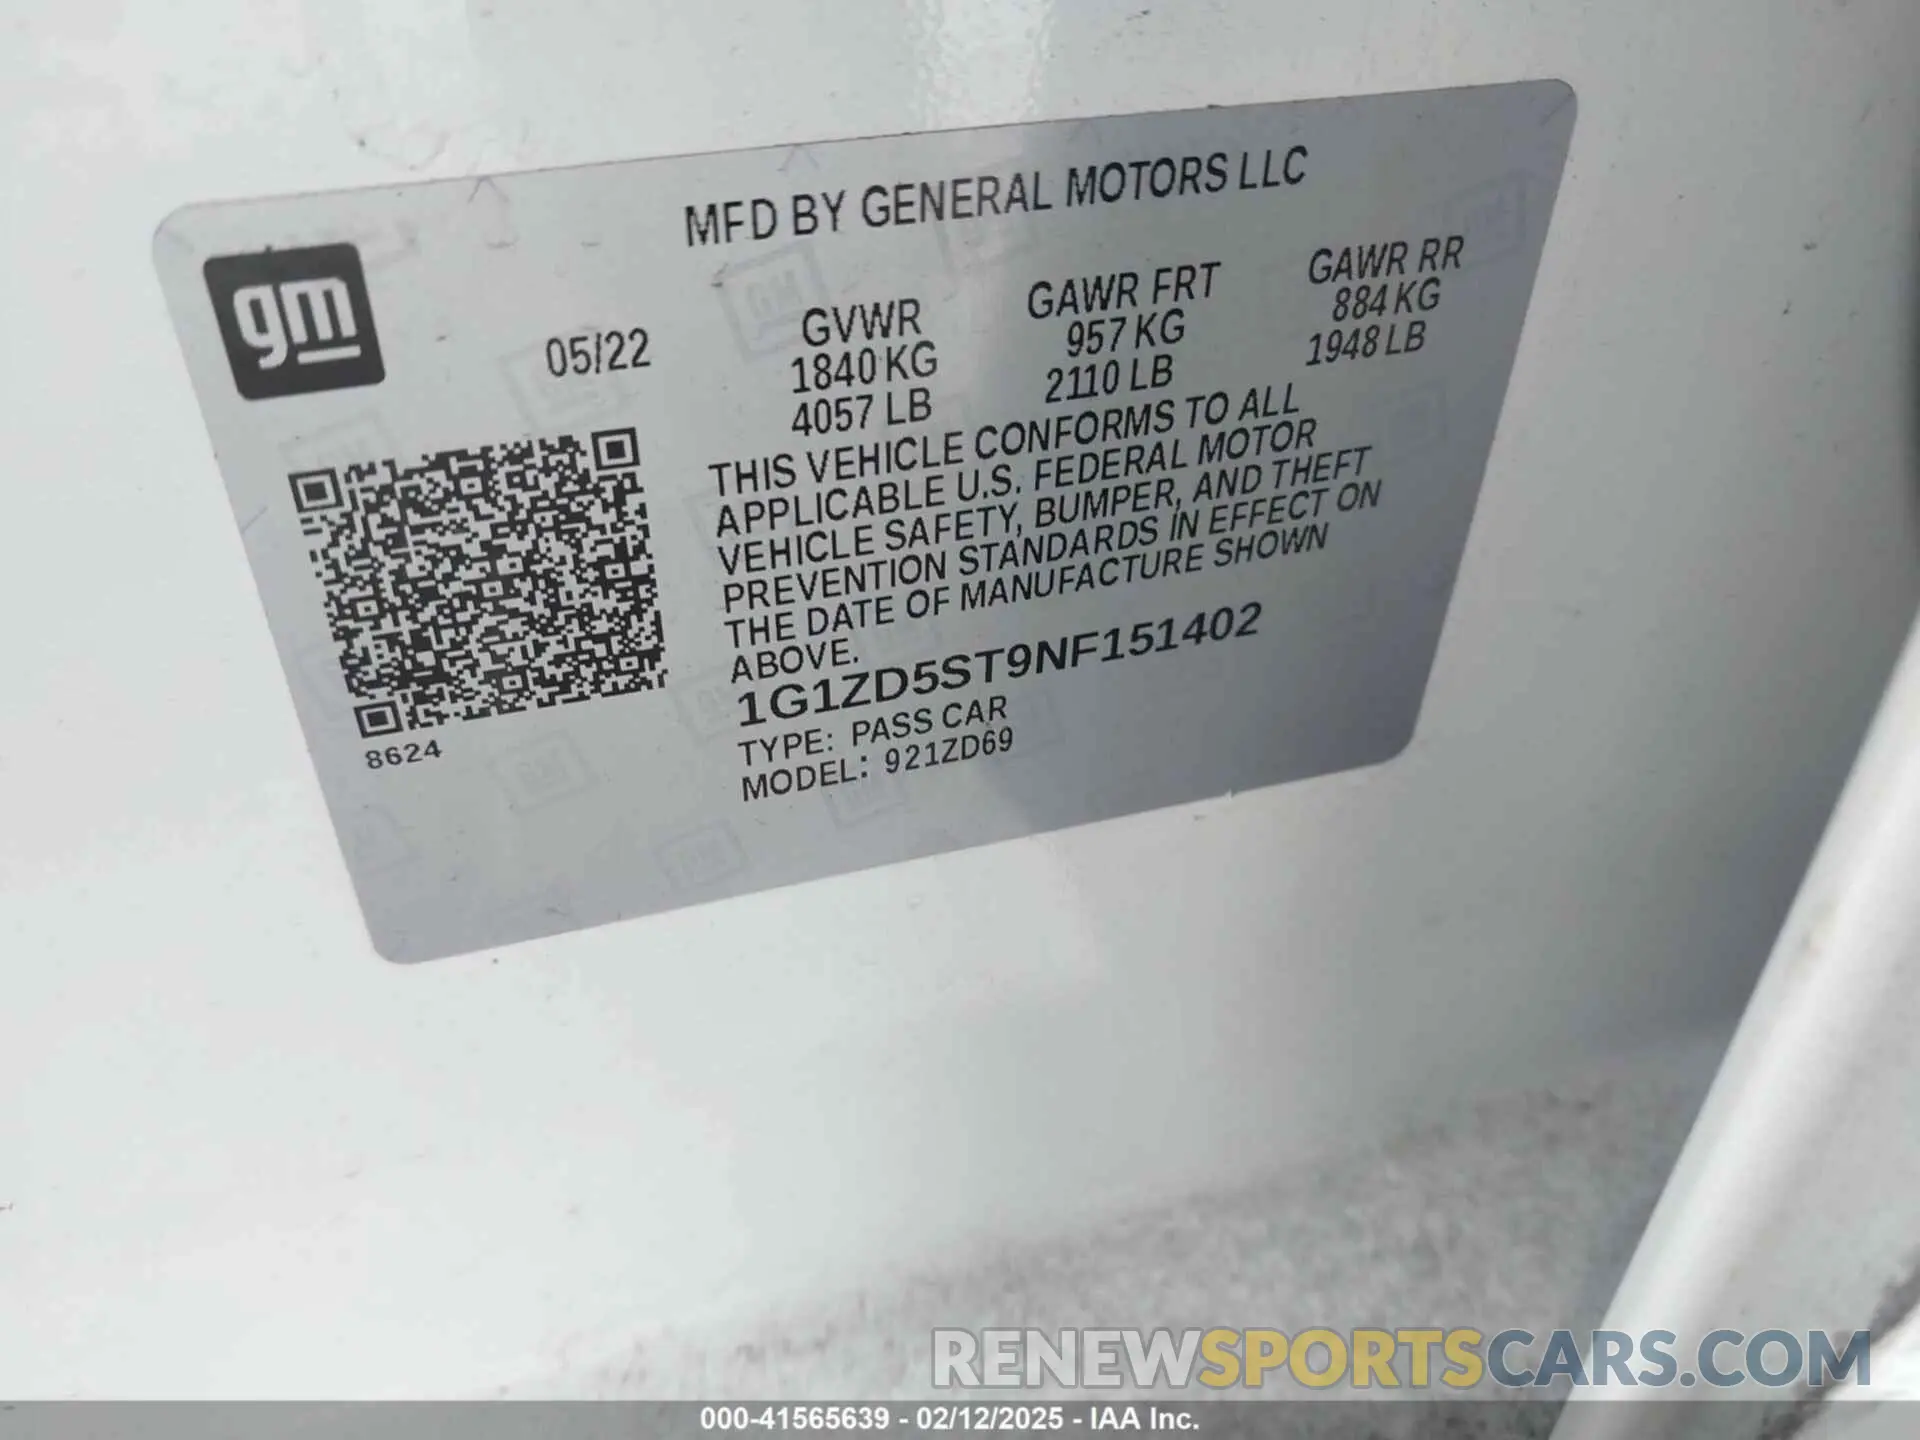 MFD BY GENERAL MOTORS LLC
gm
05/22
GVWR
1840 KG
4057 LB
GAWR FRT
957 KG
2110 LB
GAWR RR
884 KG
1948 LB
THIS VEHICLE CONFORMS TO ALL
APPLICABLE U.S. FEDERAL MOTOR
VEHICLE SAFETY, BUMPER, AND THEFT
PREVENTION STANDARDS IN EFFECT ON
THE DATE OF MANUFACTURE SHOWN
ABOVE.
1G1ZD5ST9NF151402
TYPE: PASS CAR
MODEL: 921ZD69
8624
RENEWSPORTSCARS.COM
000-41565639 - 02/12/2025 - IAA Inc.